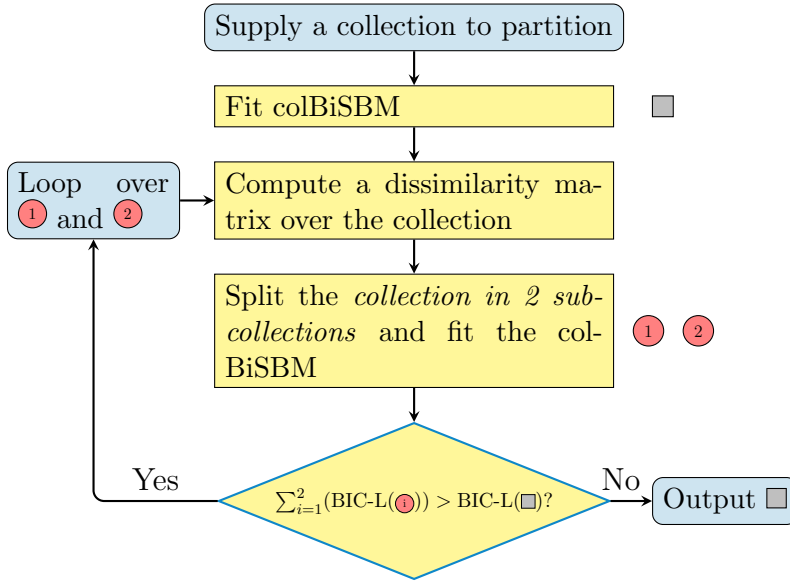 Supply a collection to partition
Fit colBiSBM
Loop over
1 and 2
Compute a dissimilarity ma-
trix over the collection
Split the collection in 2 sub-
collections and fit the col-
BiSBM
1 2
Yes
∑²ᵢ₌₁(BIC-L(i)) > BIC-L(■)?
No
Output ■